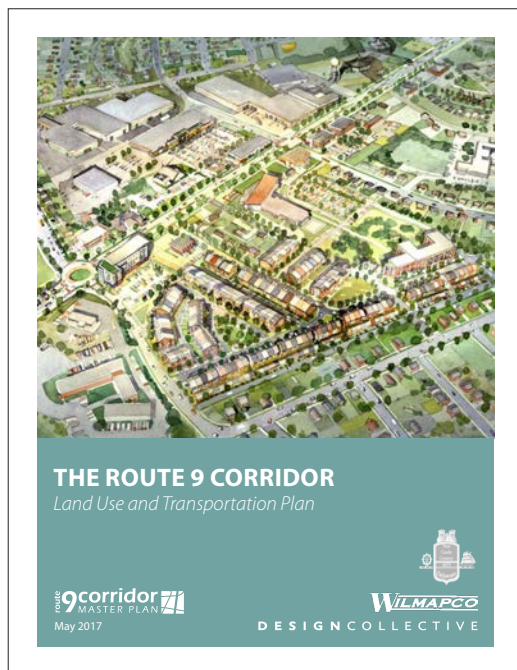 THE ROUTE 9 CORRIDOR
Land Use and Transportation Plan
route 9 corridor
MASTER PLAN
May 2017
WILMAPCO
DESIGNCOLLECTIVE